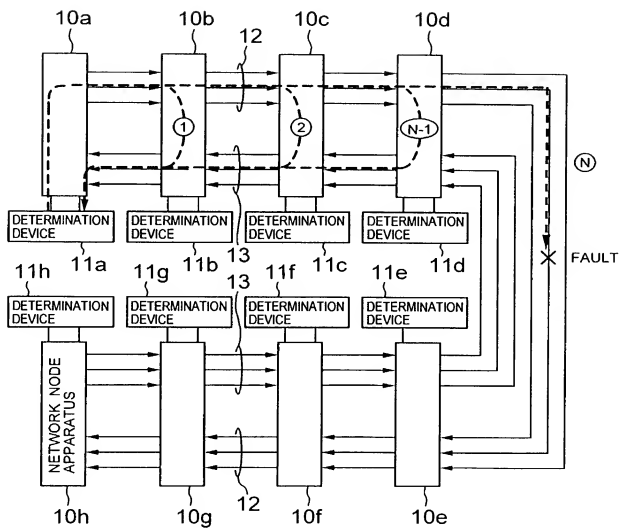 10a
10b
12
10c
10d
1
2
N-1
N
13
FAULT
DETERMINATION
DEVICE
DETERMINATION
DEVICE
DETERMINATION
DEVICE
DETERMINATION
DEVICE
11a
11b
11c
11d
11h
11g
13
11f
11e
DETERMINATION
DEVICE
DETERMINATION
DEVICE
DETERMINATION
DEVICE
DETERMINATION
DEVICE
NETWORK NODE
APPARATUS
12
10h
10g
10f
10e